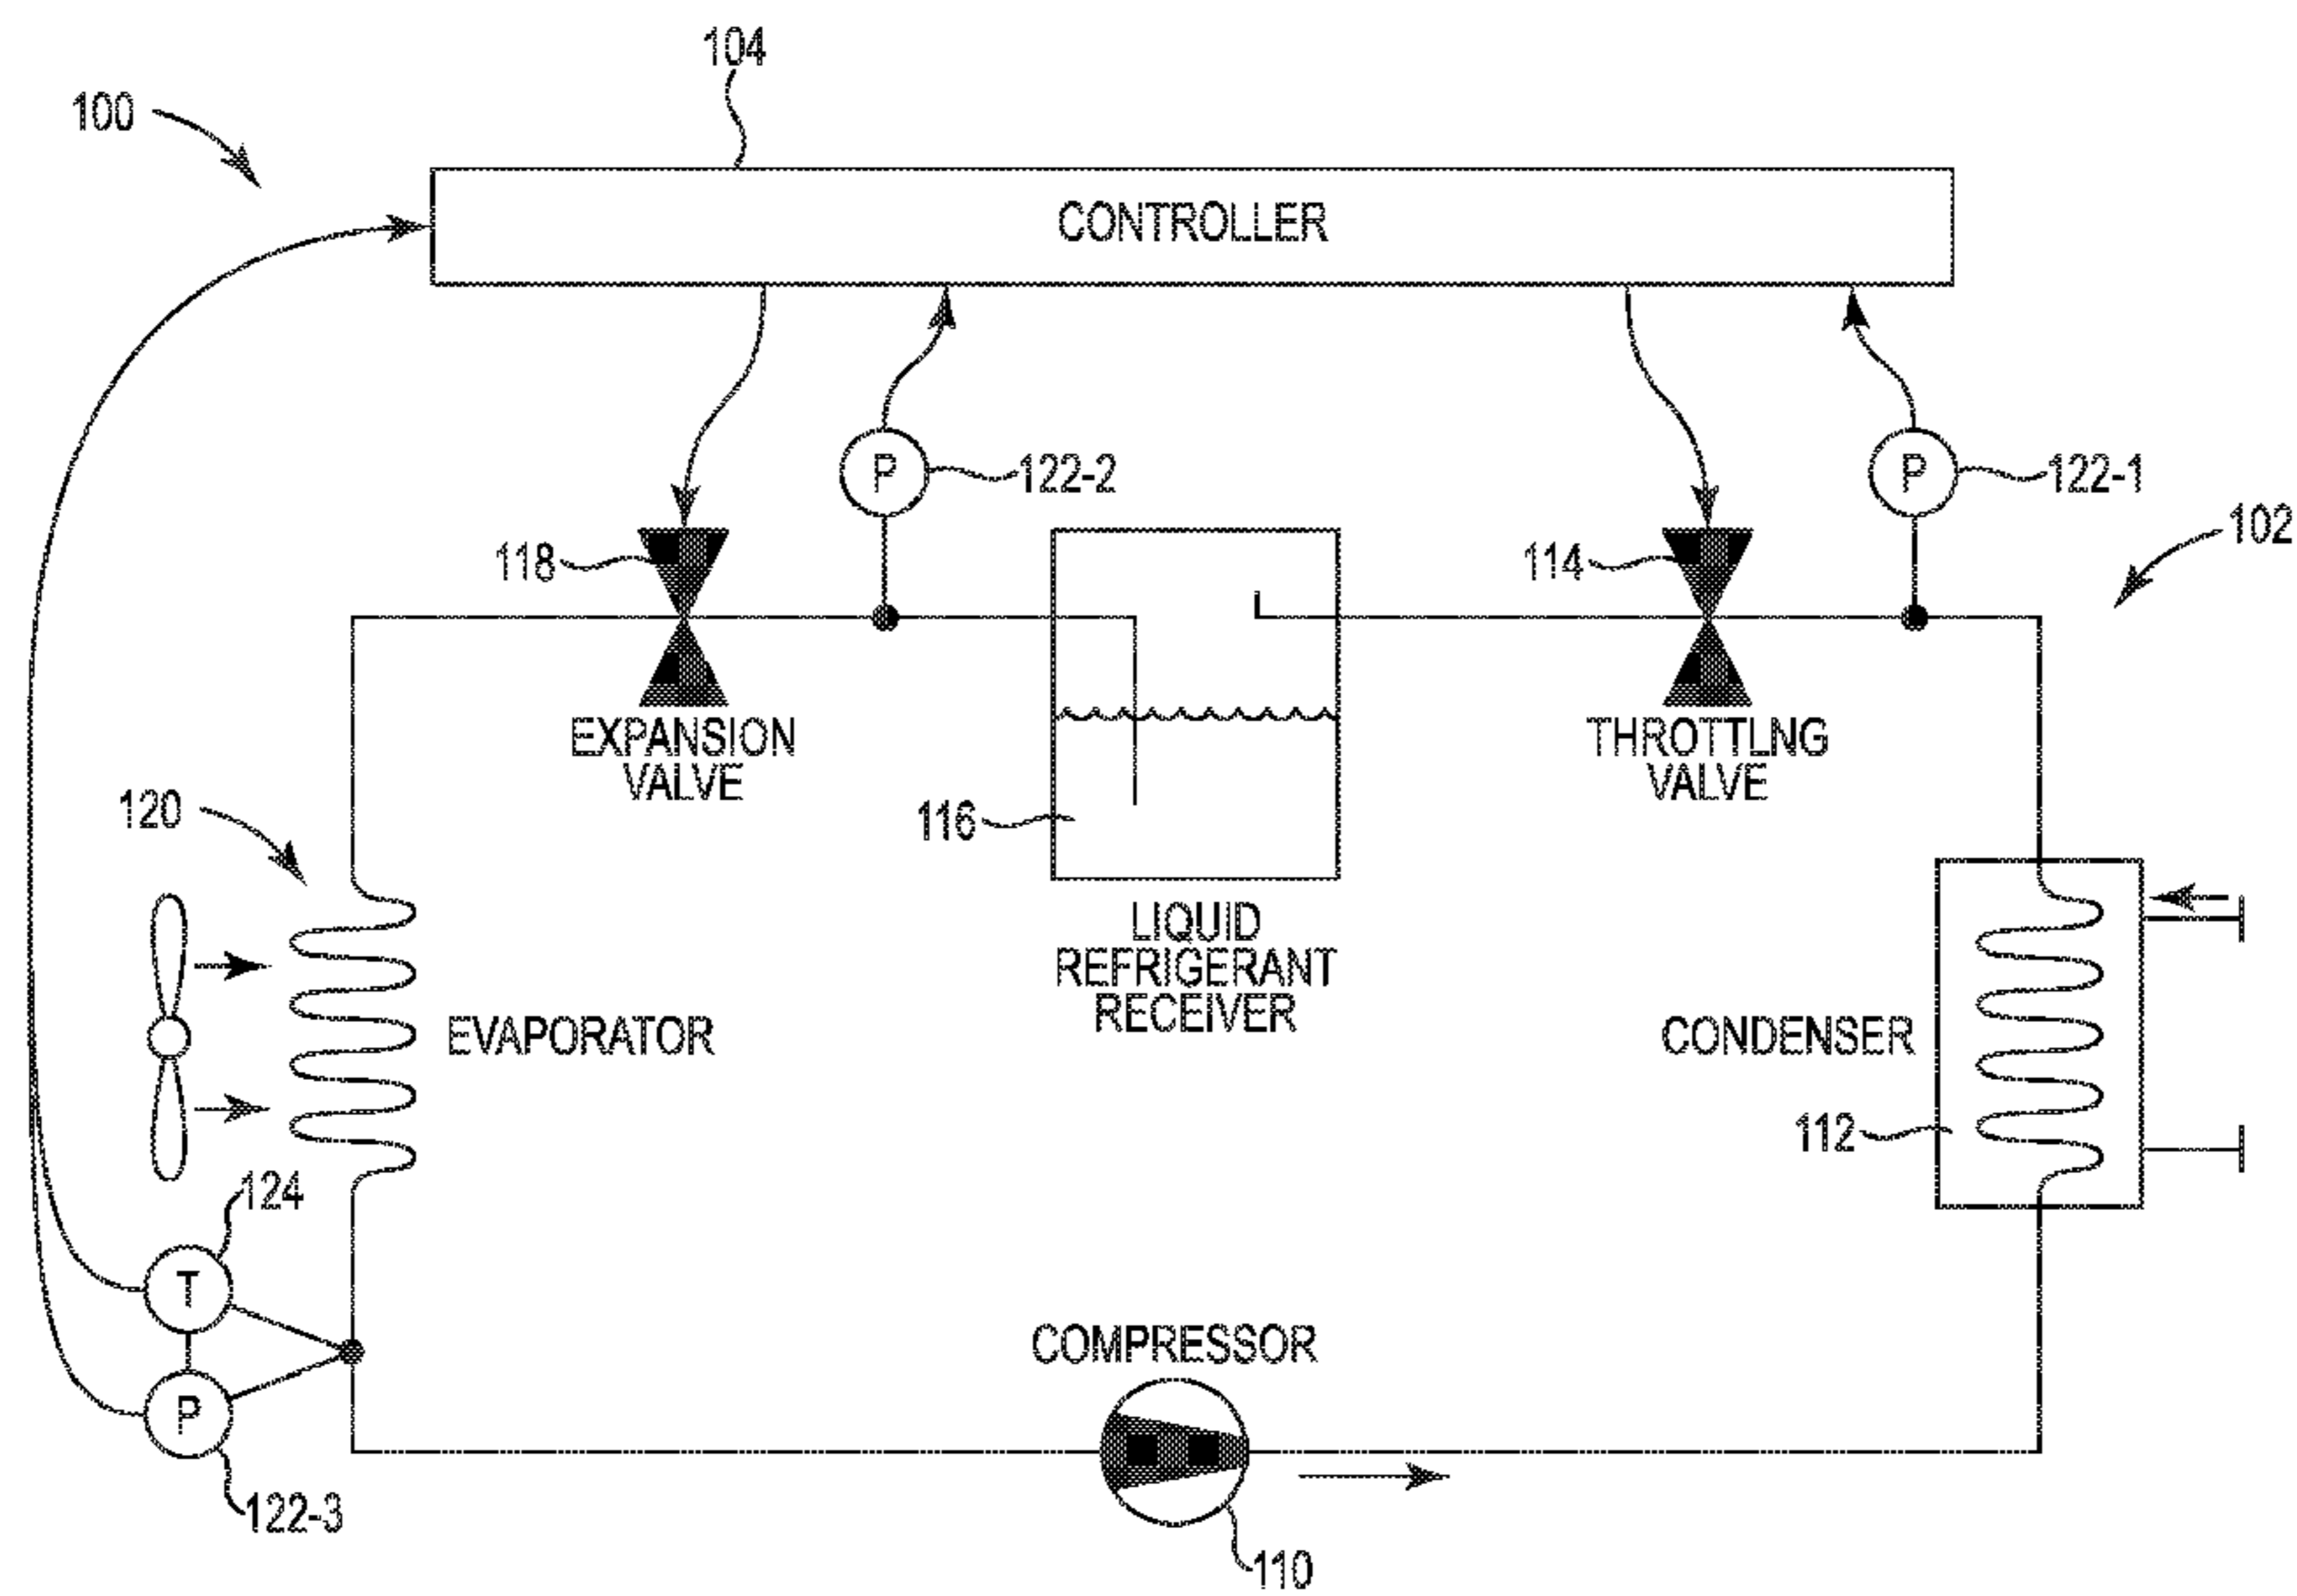 104
100
CONTROLLER
P
122-2
P
122-1
102
118
114
EXPANSION
VALVE
THROTTLNG
VALVE
120
116
LIQUID
REFRIGERANT
RECEIVER
EVAPORATOR
CONDENSER
112
124
T
COMPRESSOR
P
122-3
110